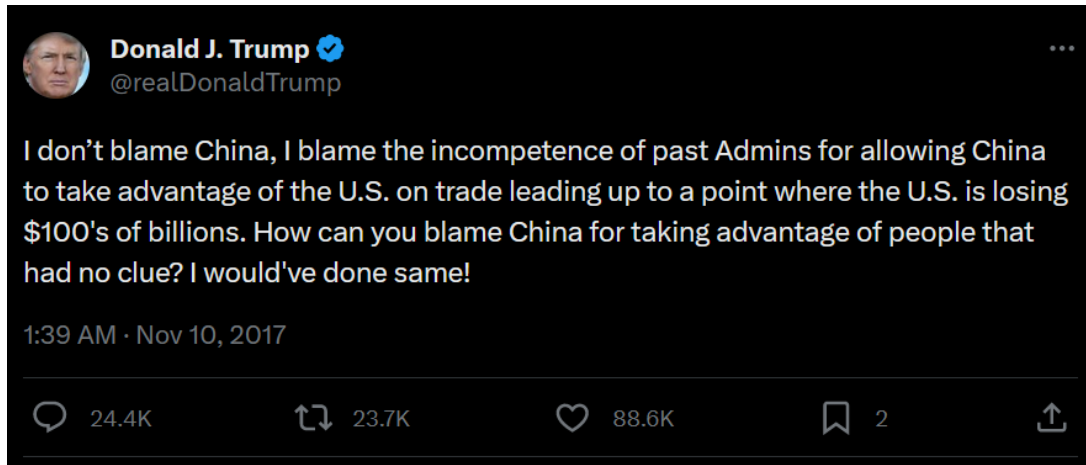 Donald J. Trump
@realDonaldTrump
I don’t blame China, I blame the incompetence of past Admins for allowing China
to take advantage of the U.S. on trade leading up to a point where the U.S. is losing
$100's of billions. How can you blame China for taking advantage of people that
had no clue? I would've done same!
1:39 AM · Nov 10, 2017
24.4K 23.7K 88.6K 2